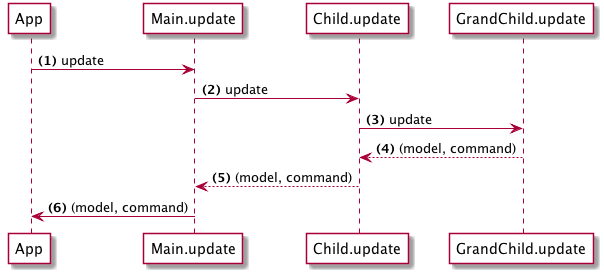 App
Main.update
Child.update
GrandChild.update
(1) update
(2) update
(3) update
(4) (model, command)
(5) (model, command)
(6) (model, command)
App
Main.update
Child.update
GrandChild.update